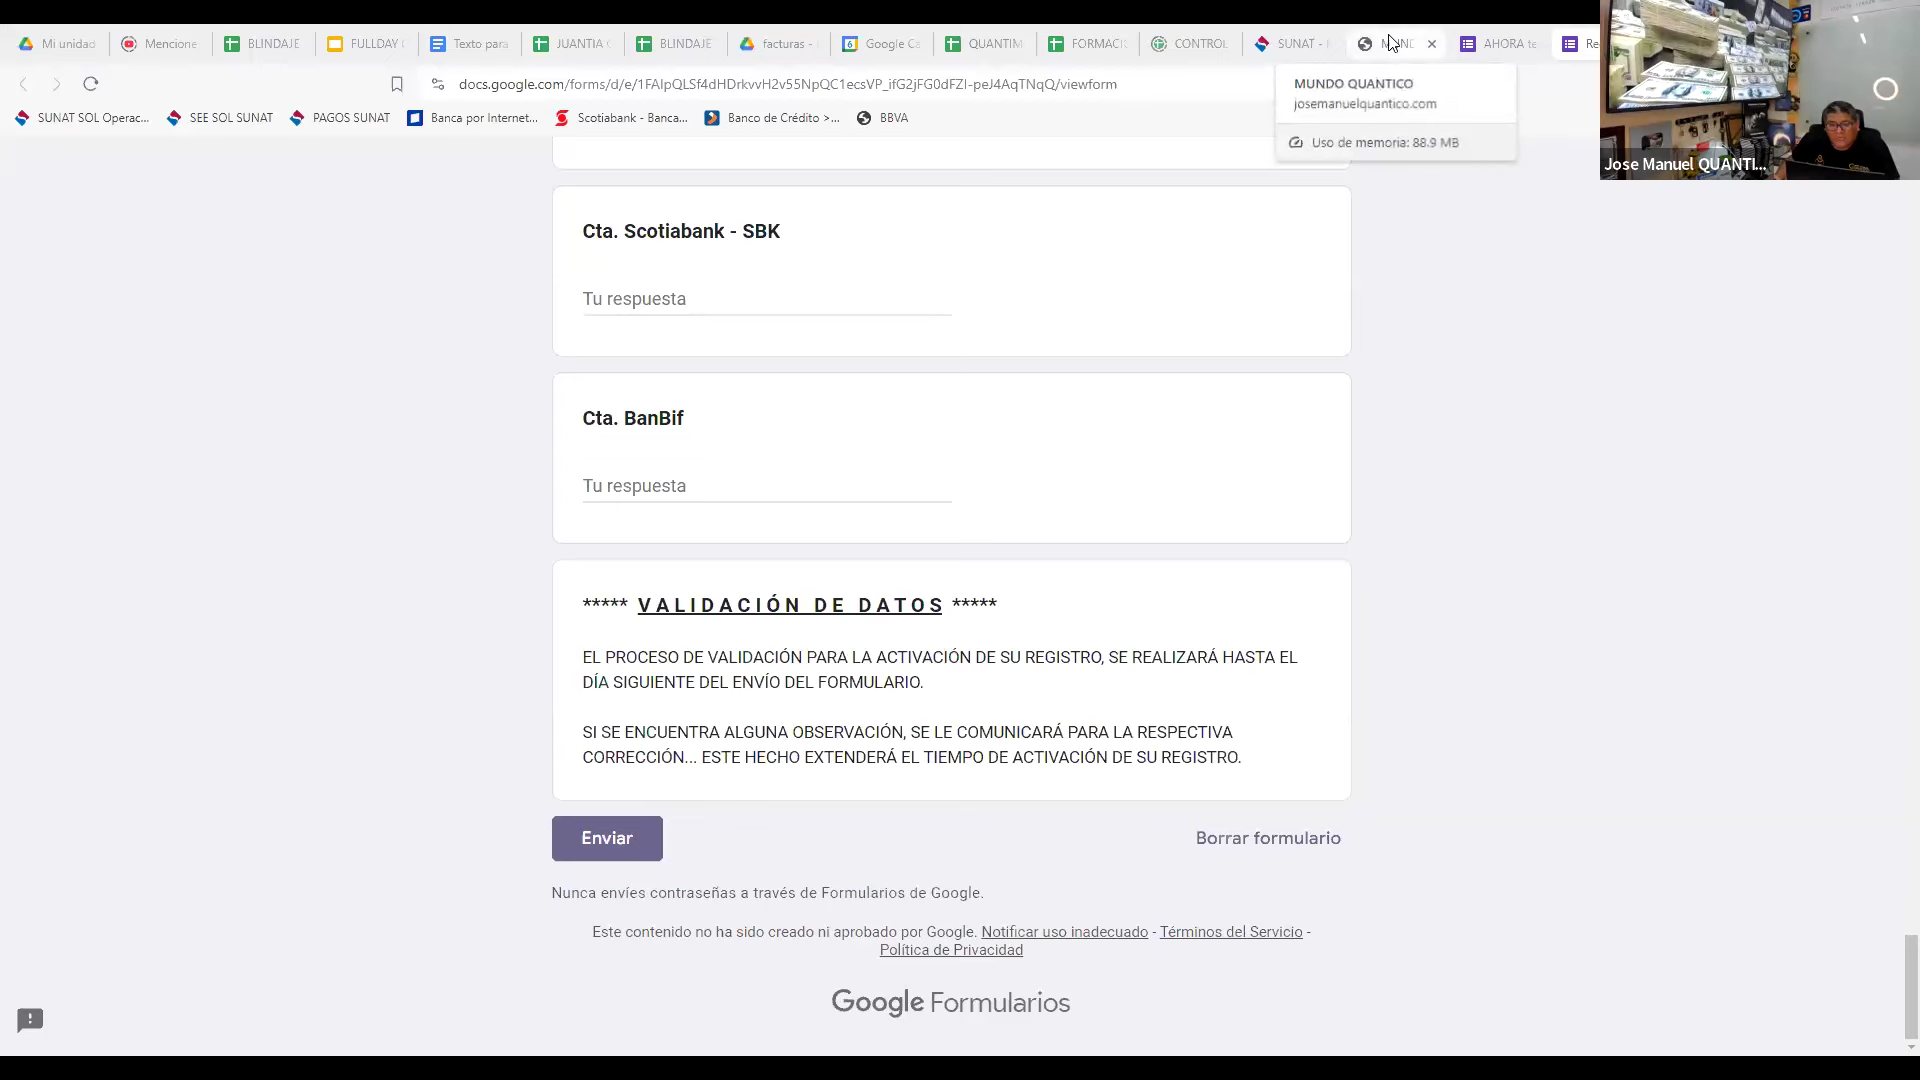 Mi unidad
Mencione
BLINDAJE
FULLDAY
Texto para
JUANTIA
BLINDAJE
facturas -
Google Ca
QUANTIM
FORMACI
CONTROL
SUNAT -
AHORA te
docs.google.com/forms/d/e/1FAIpQLSf4dHDrkvvH2v55NpQC1ecsVP_ifG2jFG0dFZl-peJ4AqTNqQ/viewform
MUNDO QUANTICO
josemanuelquantico.com
Uso de memoria: 88.9 MB
SUNAT SOL Operac...
SEE SOL SUNAT
PAGOS SUNAT
Banca por Internet...
Scotiabank - Banca...
Banco de Crédito >...
BBVA
Jose Manuel QUANTI...
Cta. Scotiabank - SBK
Tu respuesta
Cta. BanBif
Tu respuesta
***** VALIDACIÓN DE DATOS *****
EL PROCESO DE VALIDACIÓN PARA LA ACTIVACIÓN DE SU REGISTRO, SE REALIZARÁ HASTA EL
DÍA SIGUIENTE DEL ENVÍO DEL FORMULARIO.
SI SE ENCUENTRA ALGUNA OBSERVACIÓN, SE LE COMUNICARÁ PARA LA RESPECTIVA
CORRECCIÓN... ESTE HECHO EXTENDERÁ EL TIEMPO DE ACTIVACIÓN DE SU REGISTRO.
Enviar
Borrar formulario
Nunca envíes contraseñas a través de Formularios de Google.
Este contenido no ha sido creado ni aprobado por Google. Notificar uso inadecuado - Términos del Servicio -
Política de Privacidad
Google Formularios